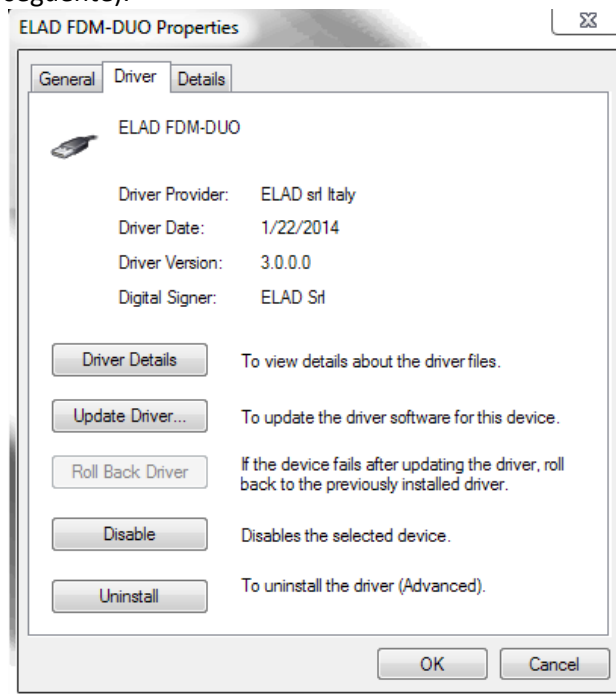 seguente).
ELAD FDM-DUO Properties
General Driver Details
ELAD FDM-DUO
Driver Provider: ELAD srl Italy
Driver Date: 1/22/2014
Driver Version: 3.0.0.0
Digital Signer: ELAD Srl
Driver Details To view details about the driver files.
Update Driver... To update the driver software for this device.
Roll Back Driver If the device fails after updating the driver, roll
back to the previously installed driver.
Disable Disables the selected device.
Uninstall To uninstall the driver (Advanced).
OK Cancel